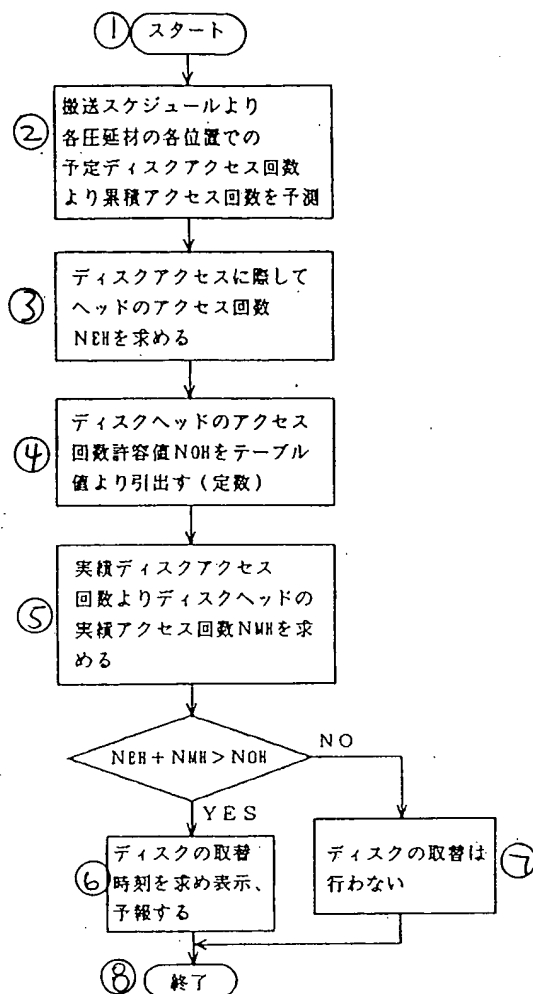 ① スタート
②
搬送スケジュールより
各圧延材の各位置での
予定ディスクアクセス回数
より累積アクセス回数を予測
③
ディスクアクセスに際して
ヘッドのアクセス回数
NEHを求める
④
ディスクヘッドのアクセス
回数許容値NOHをテーブル
値より引出す(定数)
⑤
実績ディスクアクセス
回数よりディスクヘッドの
実績アクセス回数NMHを求
める
NEH+NMH>NOH
NO
YES
⑥
ディスクの取替
時刻を求め表示、
予報する
⑦
ディスクの取替は
行わない
⑧ 終了